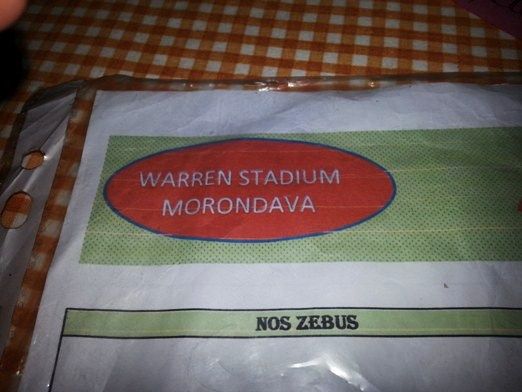 WARREN STADIUM
MORONDAVA
NOS ZEBUS